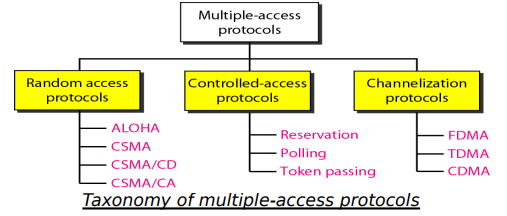 Multiple-access
protocols
Random access
protocols
ALOHA
CSMA
CSMA/CD
CSMA/CA
Controlled-access
protocols
Reservation
Polling
Token passing
Channelization
protocols
FDMA
TDMA
CDMA
Taxonomy of multiple-access protocols